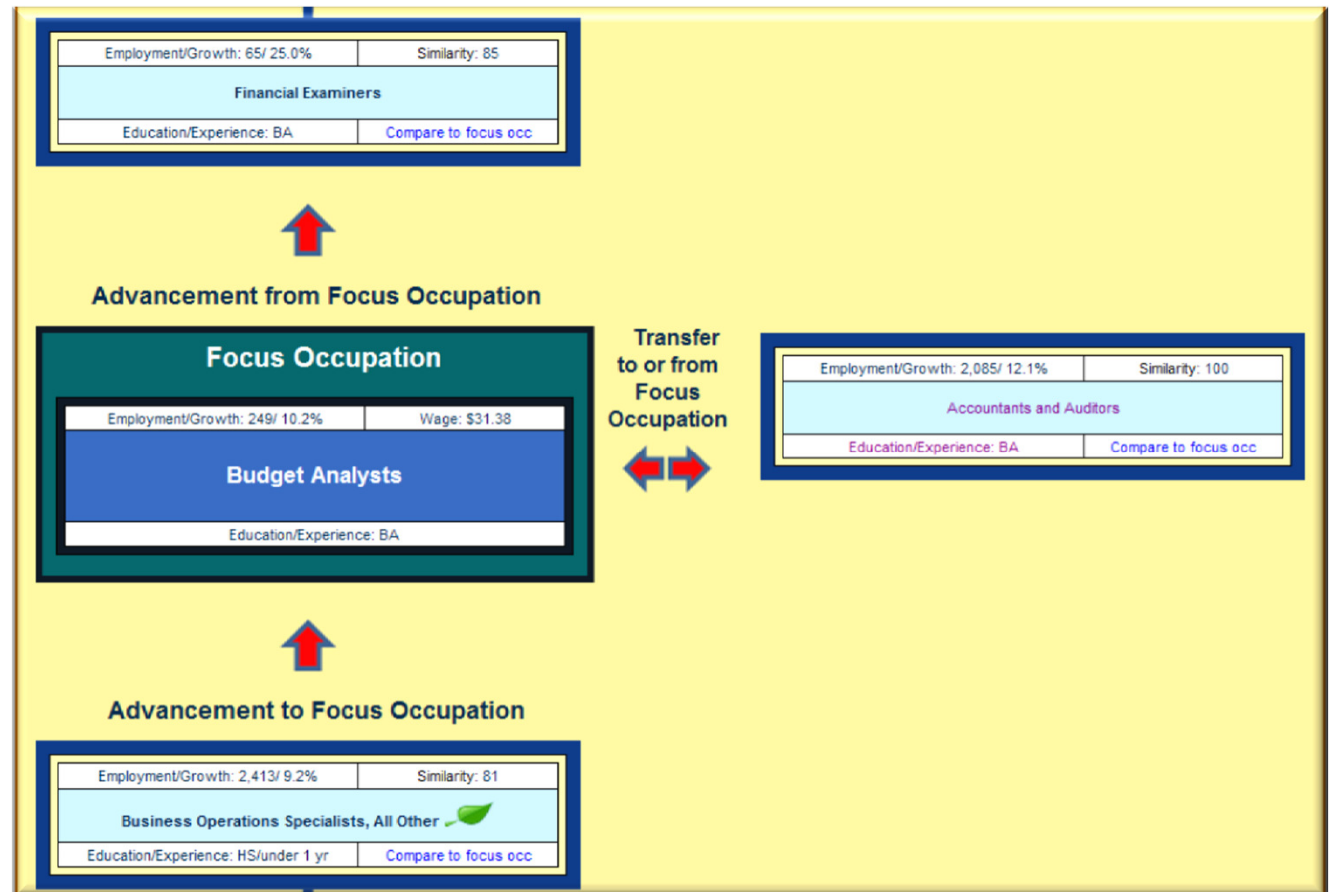 Employment/Growth: 65/ 25.0%
Similarity: 85
Financial Examiners
Education/Experience: BA
Compare to focus occ
Advancement from Focus Occupation
Focus Occupation
Employment/Growth: 249/ 10.2%
Wage: $31.38
Budget Analysts
Education/Experience: BA
Transfer
to or from
Focus
Occupation
Employment/Growth: 2,085/ 12.1%
Similarity: 100
Accountants and Auditors
Education/Experience: BA
Compare to focus occ
Advancement to Focus Occupation
Employment/Growth: 2,413/ 9.2%
Similarity: 81
Business Operations Specialists, All Other
Education/Experience: HS/under 1 yr
Compare to focus occ